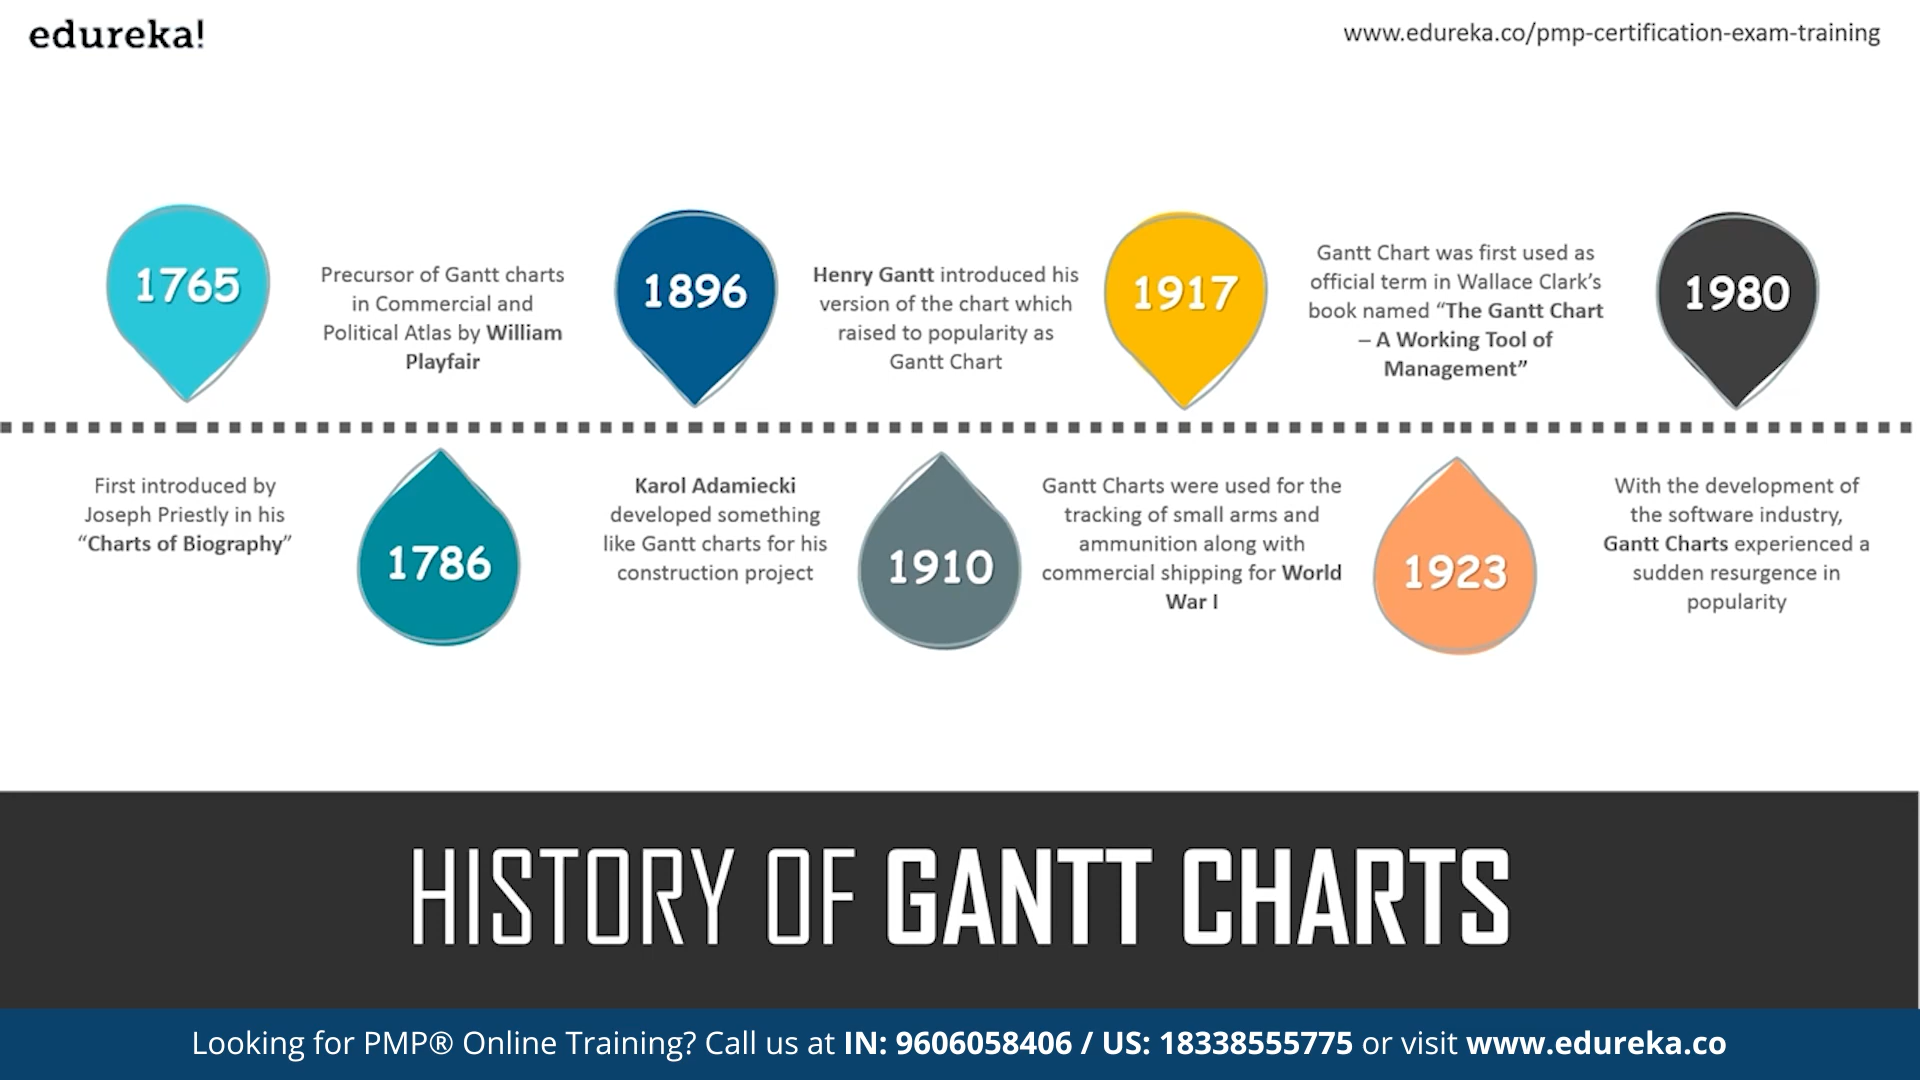 edureka!
www.edureka.co/pmp-certification-exam-training
1765
First introduced by
Joseph Priestly in his
“Charts of Biography”
Precursor of Gantt charts
in Commercial and
Political Atlas by William
Playfair
1786
1896
Karol Adamiecki
developed something
like Gantt charts for his
construction project
Henry Gantt introduced his
version of the chart which
raised to popularity as
Gantt Chart
1910
1917
Gantt Charts were used for the
tracking of small arms and
ammunition along with
commercial shipping for World
War I
Gantt Chart was first used as
official term in Wallace Clark’s
book named “The Gantt Chart
– A Working Tool of
Management”
1923
1980
With the development of
the software industry,
Gantt Charts experienced a
sudden resurgence in
popularity
HISTORY OF GANTT CHARTS
Looking for PMP® Online Training? Call us at IN: 9606058406 / US: 18338555775 or visit www.edureka.co